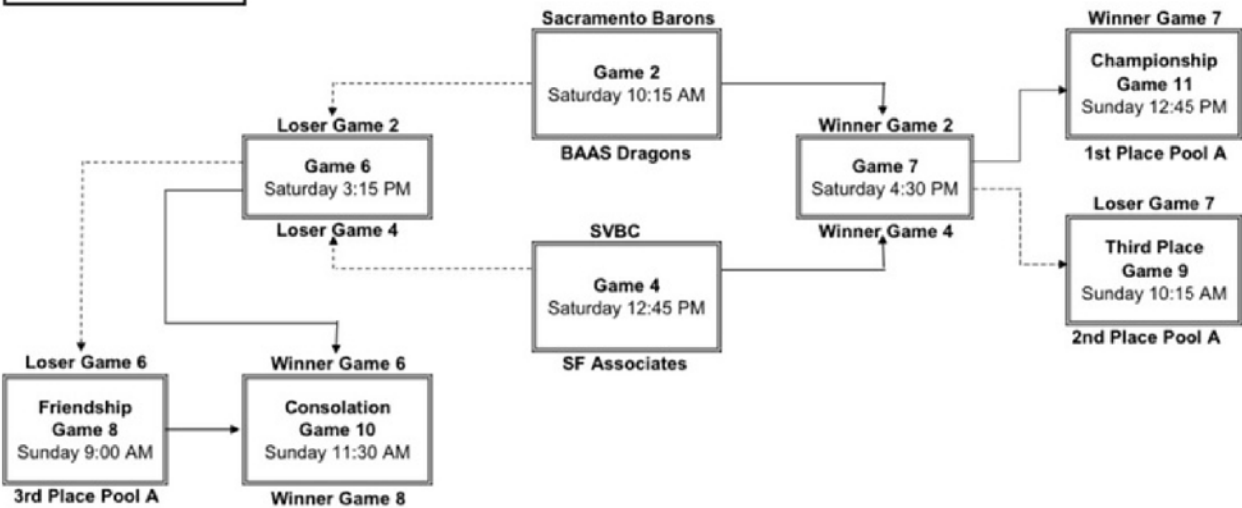 Sacramento Barons
Game 2
Saturday 10:15 AM
BAAS Dragons
Winner Game 7
Championship
Game 11
Sunday 12:45 PM
1st Place Pool A
Loser Game 2
Game 6
Saturday 3:15 PM
Loser Game 4
Winner Game 2
Game 7
Saturday 4:30 PM
Winner Game 4
SVBC
Game 4
Saturday 12:45 PM
SF Associates
Loser Game 7
Third Place
Game 9
Sunday 10:15 AM
2nd Place Pool A
Loser Game 6
Friendship
Game 8
Sunday 9:00 AM
3rd Place Pool A
Winner Game 6
Consolation
Game 10
Sunday 11:30 AM
Winner Game 8